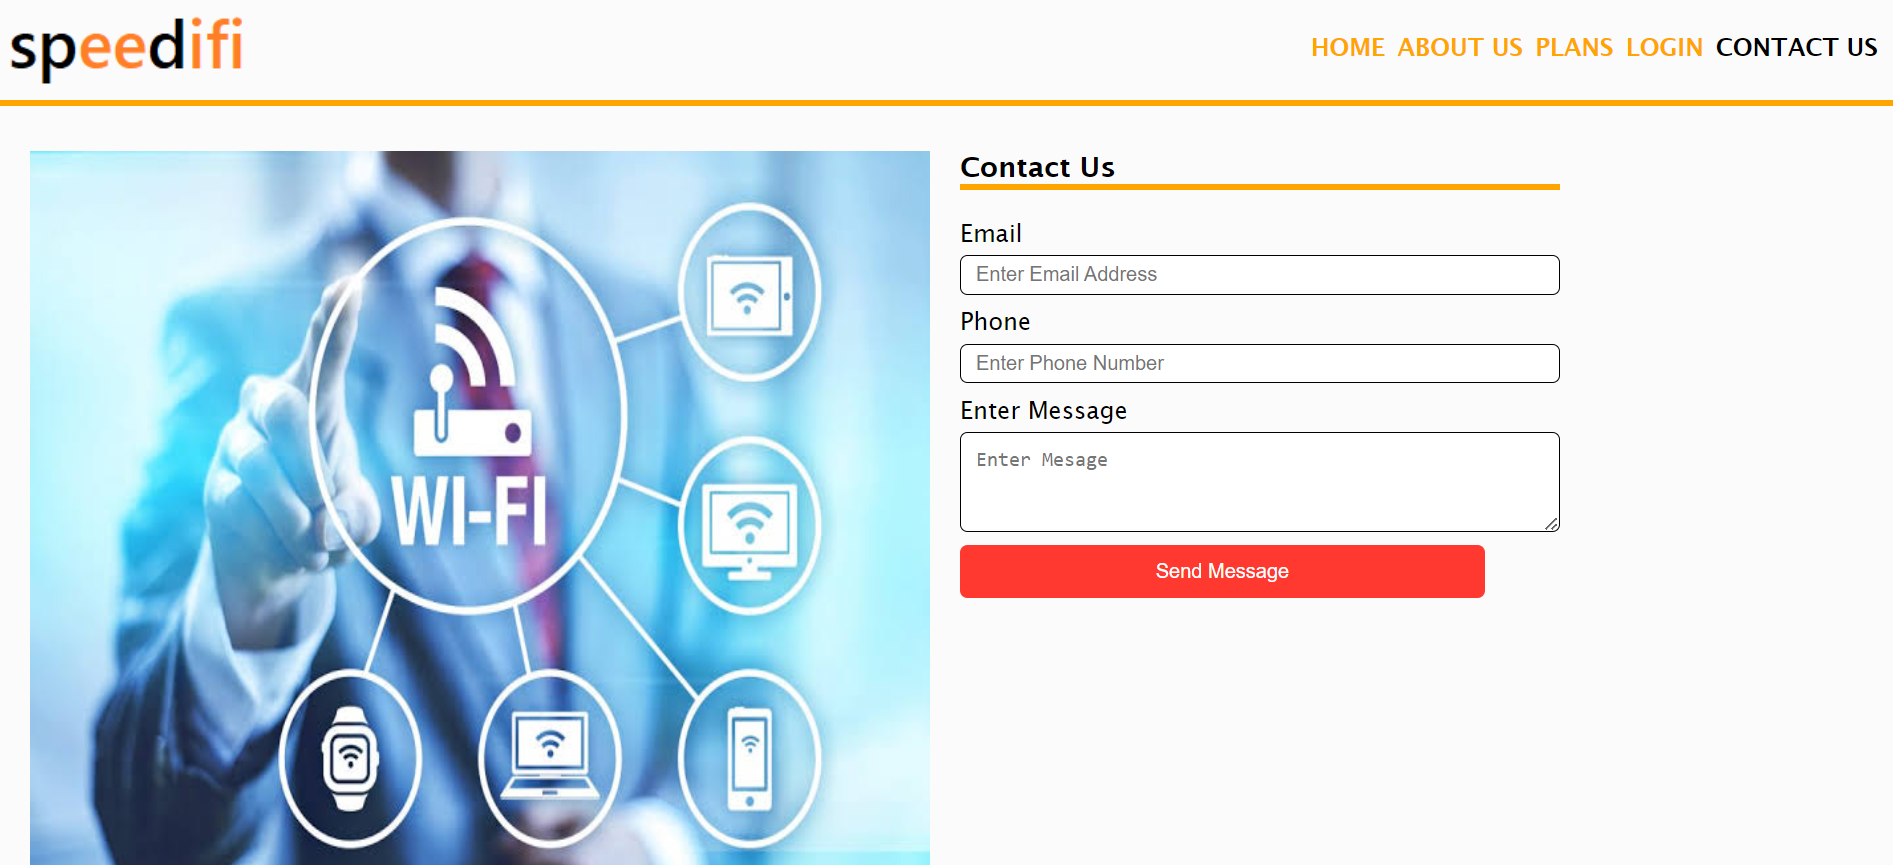 speedifi
HOME ABOUT US PLANS LOGIN CONTACT US
WI-FI
Contact Us
Email
Enter Email Address
Phone
Enter Phone Number
Enter Message
Enter Mesage
Send Message